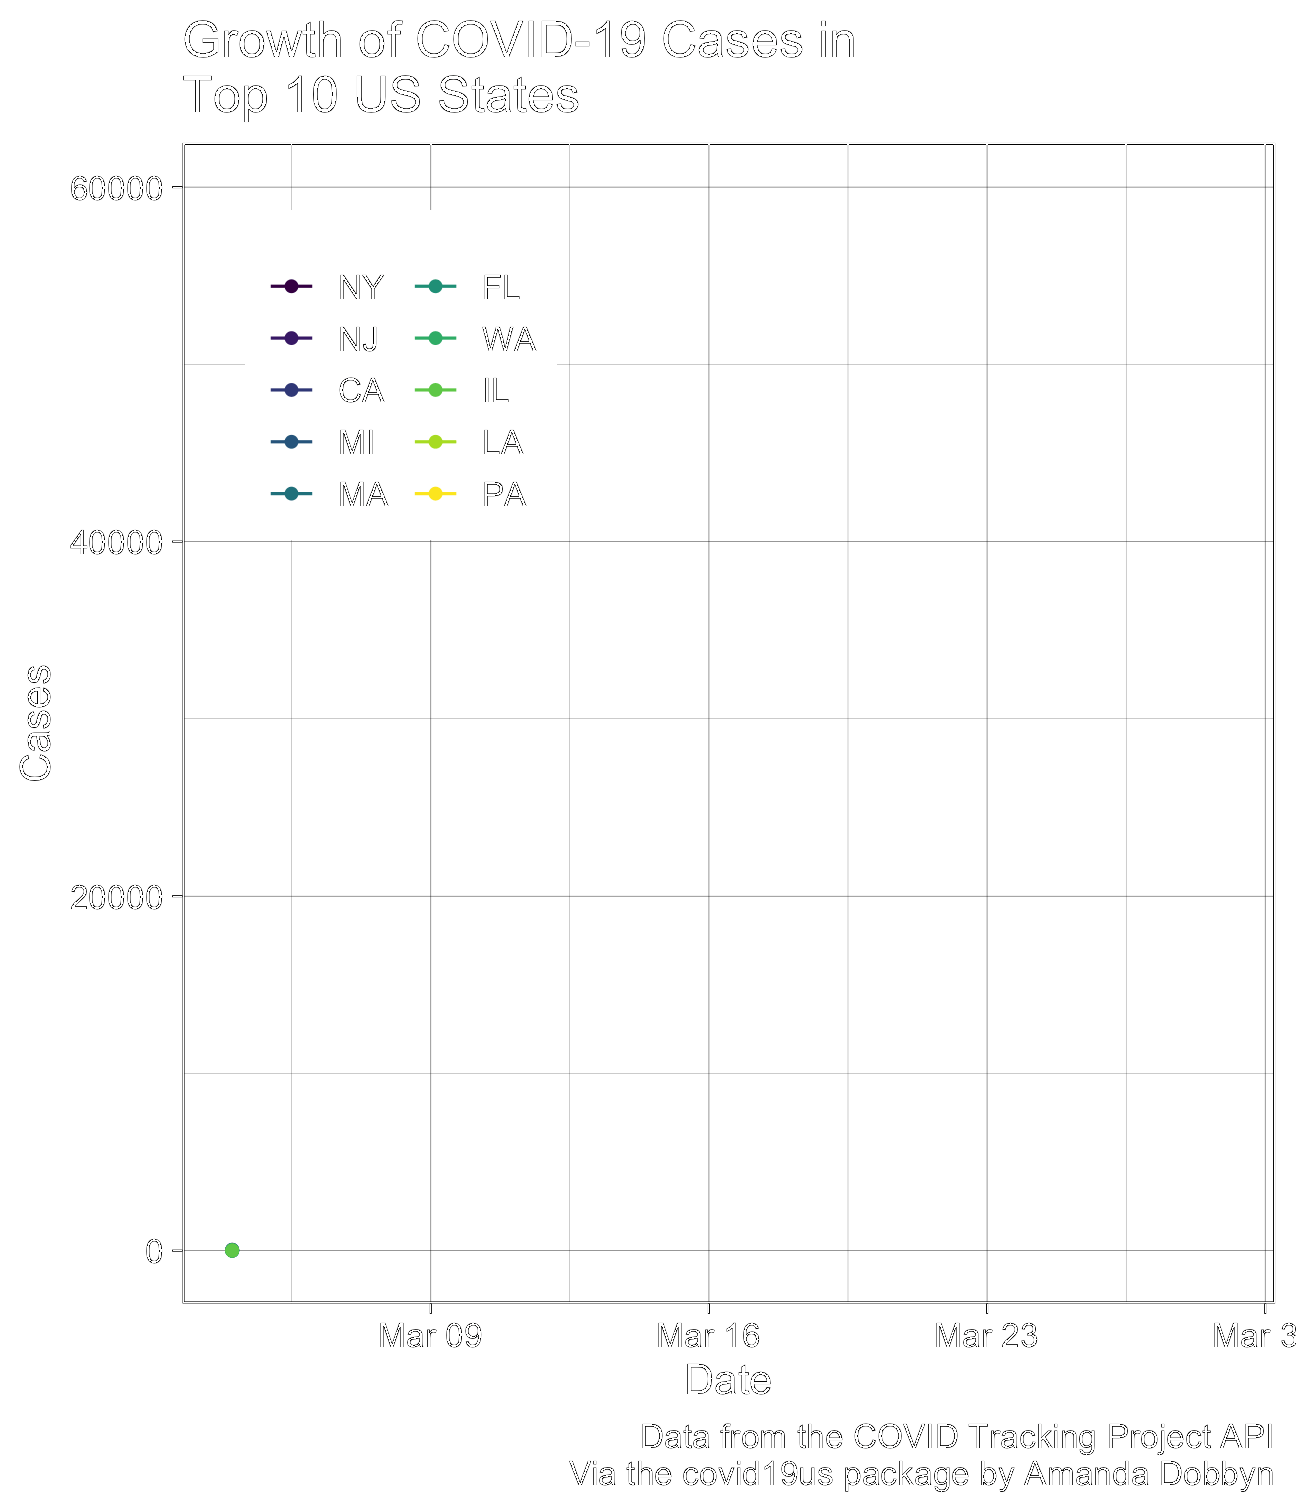 Growth of COVID-19 Cases in
Top 10 US States
60000
40000
20000
0
Cases
NY
NJ
CA
MI
MA
FL
WA
IL
LA
PA
Mar 09
Mar 16
Mar 23
Mar 3
Date
Data from the COVID Tracking Project API
Via the covid19us package by Amanda Dobbyn